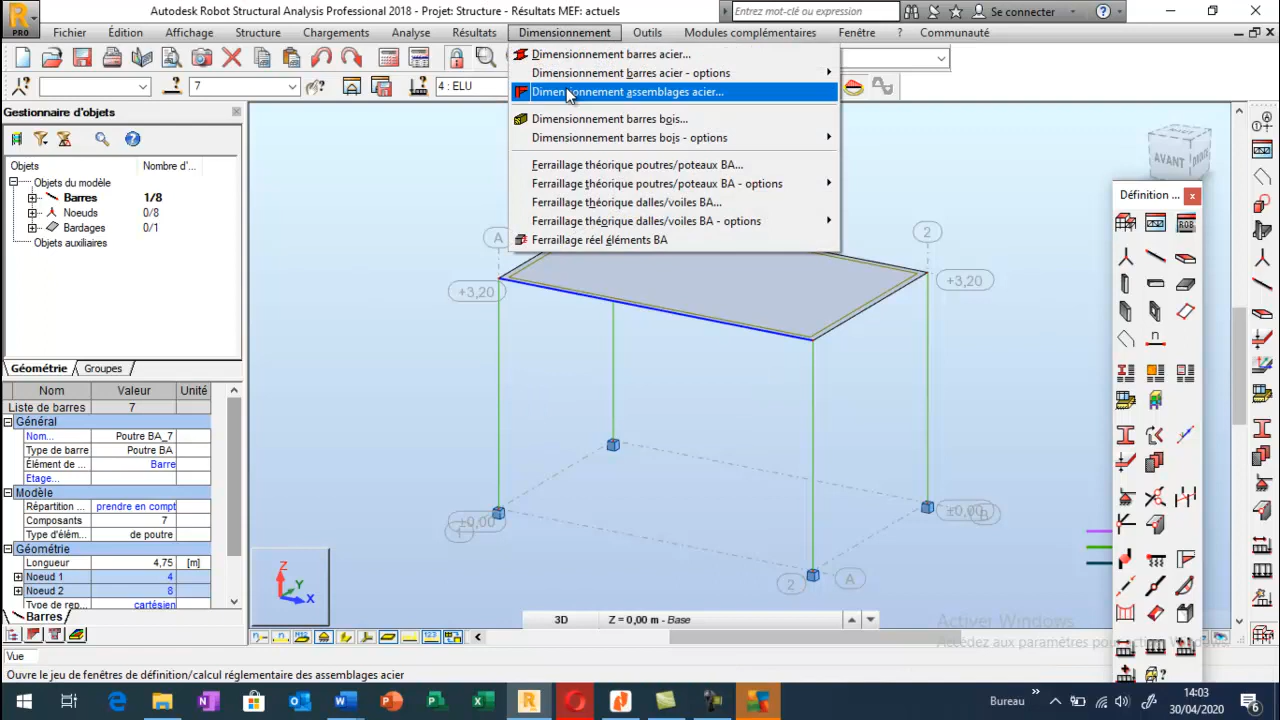 Autodesk Robot Structural Analysis Professional 2018 - Projet: Structure - Résultats MEF: actuels
Entrez mot-clé ou expression
Se connecter
PRO
Fichier Édition Affichage Structure Chargements Analyse Résultats Dimensionnement Outils Modules complémentaires Fenêtre ? Communauté
7
4 : ELU
Dimensionnement barres acier...
Dimensionnement barres acier - options
Dimensionnement assemblages acier...
Dimensionnement barres bois...
Dimensionnement barres bois - options
Ferraillage théorique poutres/poteaux BA...
Ferraillage théorique poutres/poteaux BA - options
Ferraillage théorique dalles/voiles BA...
Ferraillage théorique dalles/voiles BA - options
Ferraillage réel éléments BA
Gestionnaire d'objets
Objets Nombre d'...
Objets du modèle
Barres 1/8
Noeuds 0/8
Bardages 0/1
Objets auxiliaires
Géométrie Groupes
Nom Valeur Unité
Liste de barres 7
Général
Nom... Poutre BA_7
Type de barre Poutre BA
Élément de ... Barre
Etage...
Modèle
Répartition ... prendre en compt
Composants 7
Type d'élém... de poutre
Géométrie
Longueur 4,75 [m]
Noeud 1 4
Noeud 2 8
Type de rep... cartésien
Barres
Vue
AVANT
Définition ...
A
2
+3,20
+3,20
±0,00
1
±0,00
B
2
A
Z
Y
X
3D Z = 0,00 m - Base
Activer Windows
Accédez aux paramètres pour activer Windows.
Ouvre le jeu de fenêtres de définition/calcul réglementaire des assemblages acier
Bureau
14:03
30/04/2020
6